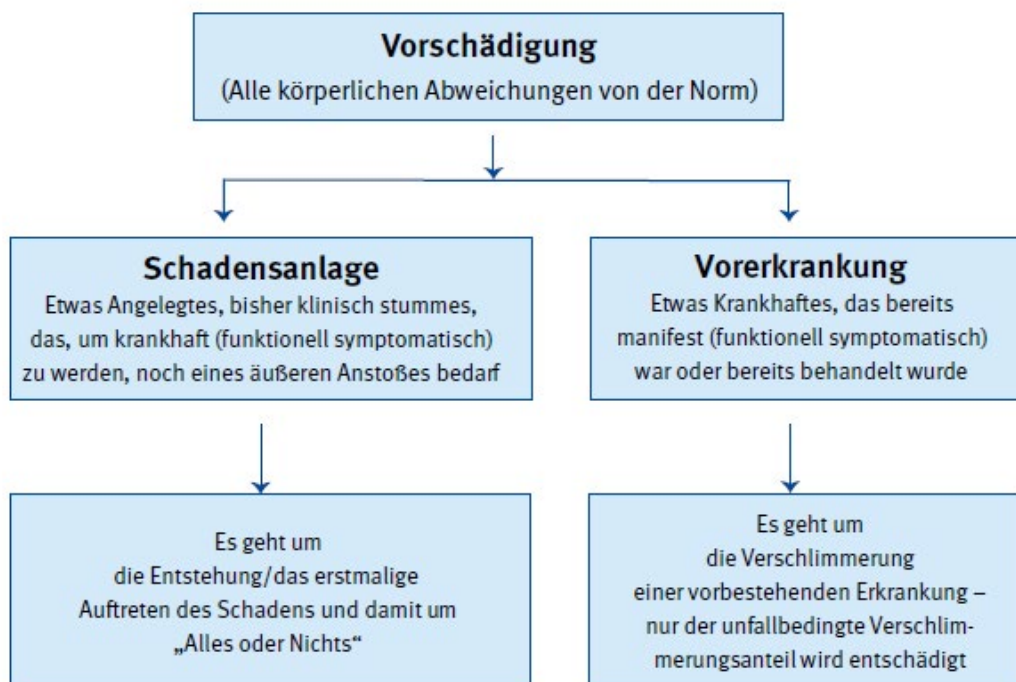 Vorschädigung
(Alle körperlichen Abweichungen von der Norm)
Schadensanlage
Etwas Angelegtes, bisher klinisch stummes,
das, um krankhaft (funktionell symptomatisch)
zu werden, noch eines äußeren Anstoßes bedarf
Vorerkrankung
Etwas Krankhaftes, das bereits
manifest (funktionell symptomatisch)
war oder bereits behandelt wurde
Es geht um
die Entstehung/das erstmalige
Auftreten des Schadens und damit um
„Alles oder Nichts“
Es geht um
die Verschlimmerung
einer vorbestehenden Erkrankung –
nur der unfallbedingte Verschlim-
merungsanteil wird entschädigt